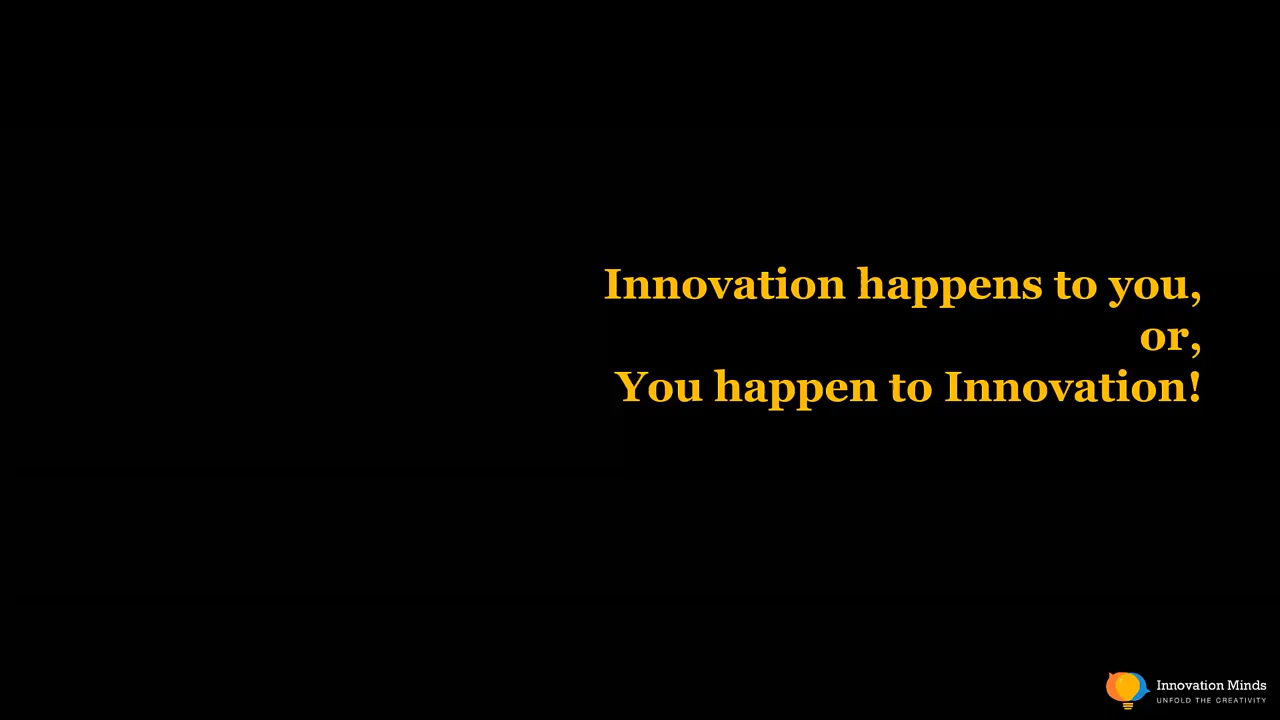 Innovation happens to you,
or,
You happen to Innovation!
Innovation Minds
UNFOLD THE CREATIVITY